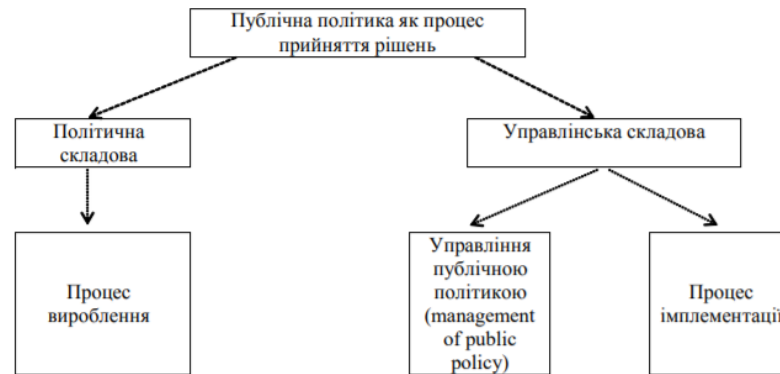 Публічна політика як процес
прийняття рішень
Політична
складова
Управлінська складова
Процес
вироблення
Управління
публічною
політикою
(management
of public
policy)
Процес
імплементації